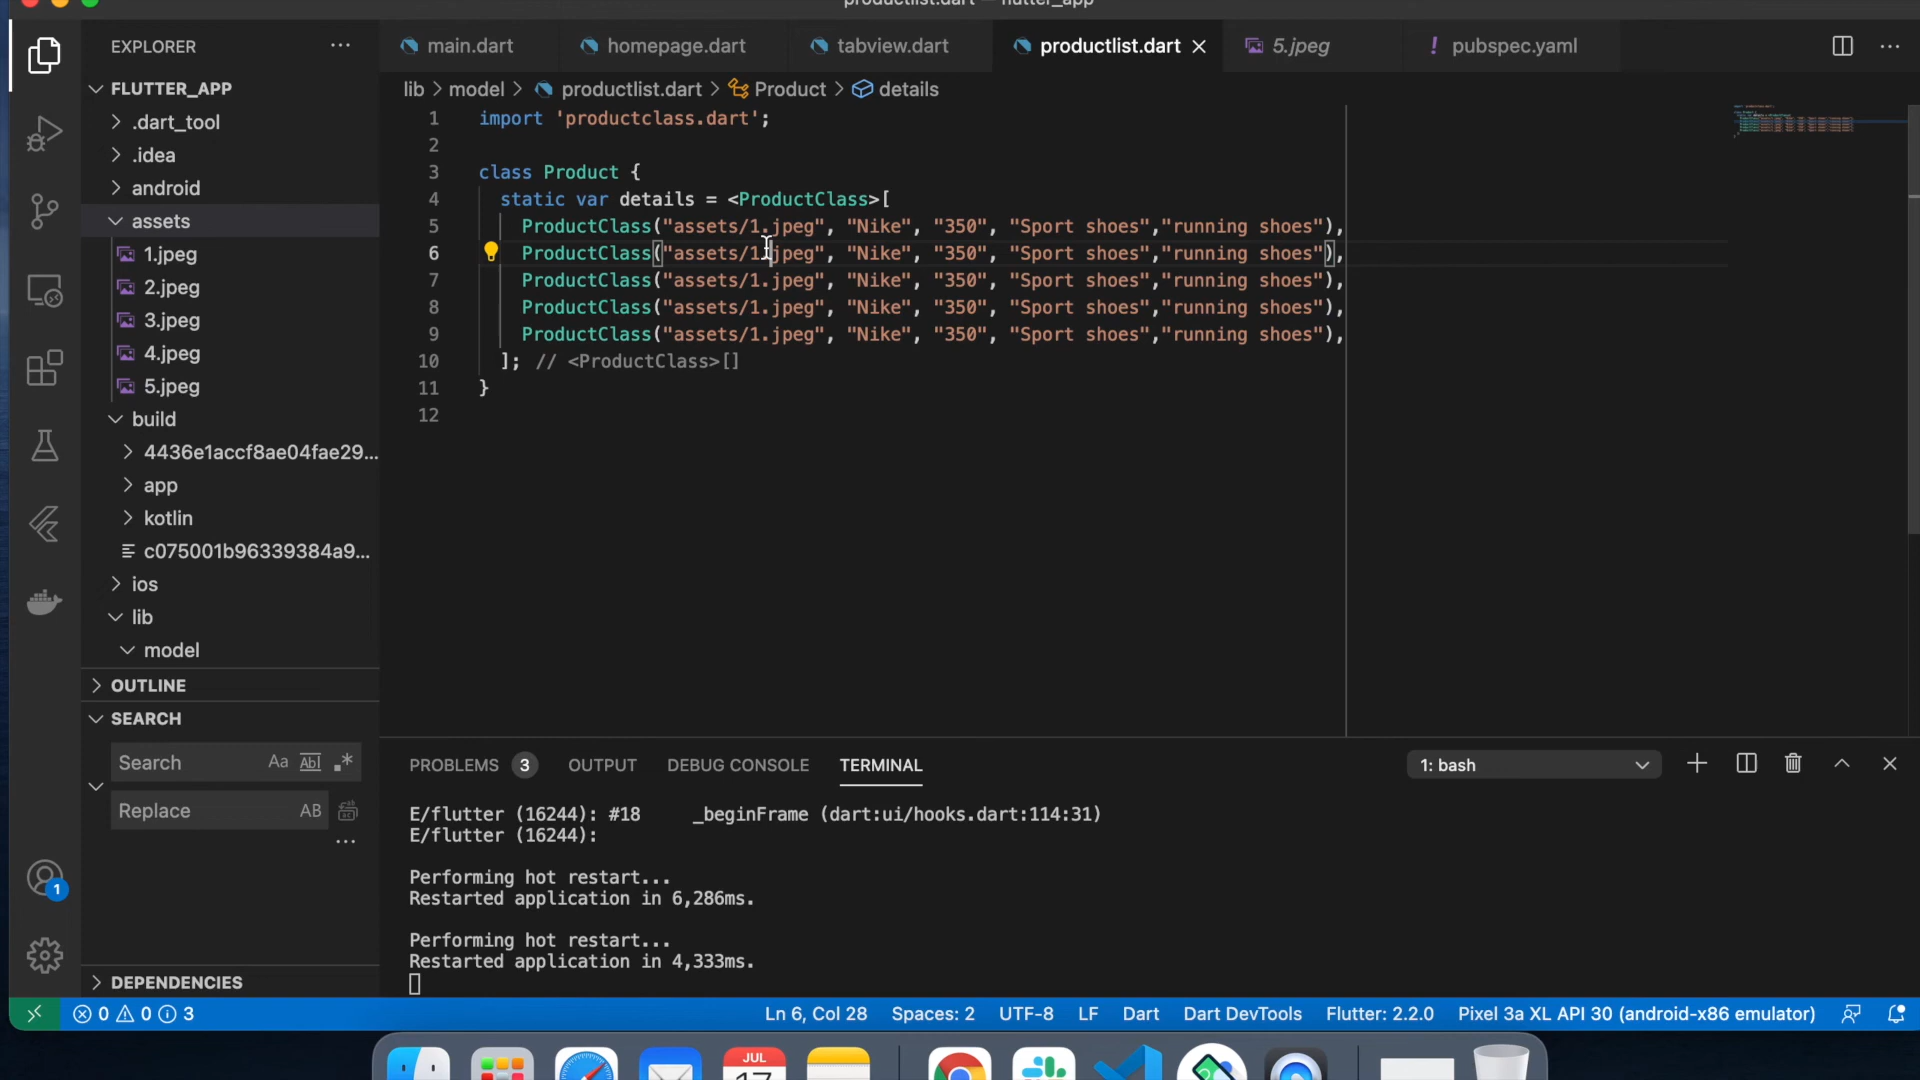 productlist.dart — flutter_app
EXPLORER
main.dart
homepage.dart
tabview.dart
productlist.dart
5.jpeg
! pubspec.yaml
FLUTTER_APP
.dart_tool
.idea
android
assets
1.jpeg
2.jpeg
3.jpeg
4.jpeg
5.jpeg
build
4436e1accf8ae04fae29...
app
kotlin
c075001b96339384a9...
ios
lib
model
OUTLINE
SEARCH
Search
Aa Abl .*
Replace
AB
...
DEPENDENCIES
lib > model > productlist.dart > Product > details
1 import 'productclass.dart';
2
3 class Product {
4 static var details = <ProductClass>[
5 ProductClass("assets/1.jpeg", "Nike", "350", "Sport shoes","running shoes"),
6 ProductClass("assets/1.jpeg", "Nike", "350", "Sport shoes","running shoes"),
7 ProductClass("assets/1.jpeg", "Nike", "350", "Sport shoes","running shoes"),
8 ProductClass("assets/1.jpeg", "Nike", "350", "Sport shoes","running shoes"),
9 ProductClass("assets/1.jpeg", "Nike", "350", "Sport shoes","running shoes"),
10 ]; // <ProductClass>[]
11 }
12
PROBLEMS 3 OUTPUT DEBUG CONSOLE TERMINAL
1: bash
E/flutter (16244): #18 _beginFrame (dart:ui/hooks.dart:114:31)
E/flutter (16244):
Performing hot restart...
Restarted application in 6,286ms.
Performing hot restart...
Restarted application in 4,333ms.
1
0 0 3
Ln 6, Col 28 Spaces: 2 UTF-8 LF Dart Dart DevTools Flutter: 2.2.0 Pixel 3a XL API 30 (android-x86 emulator)
JUL
17